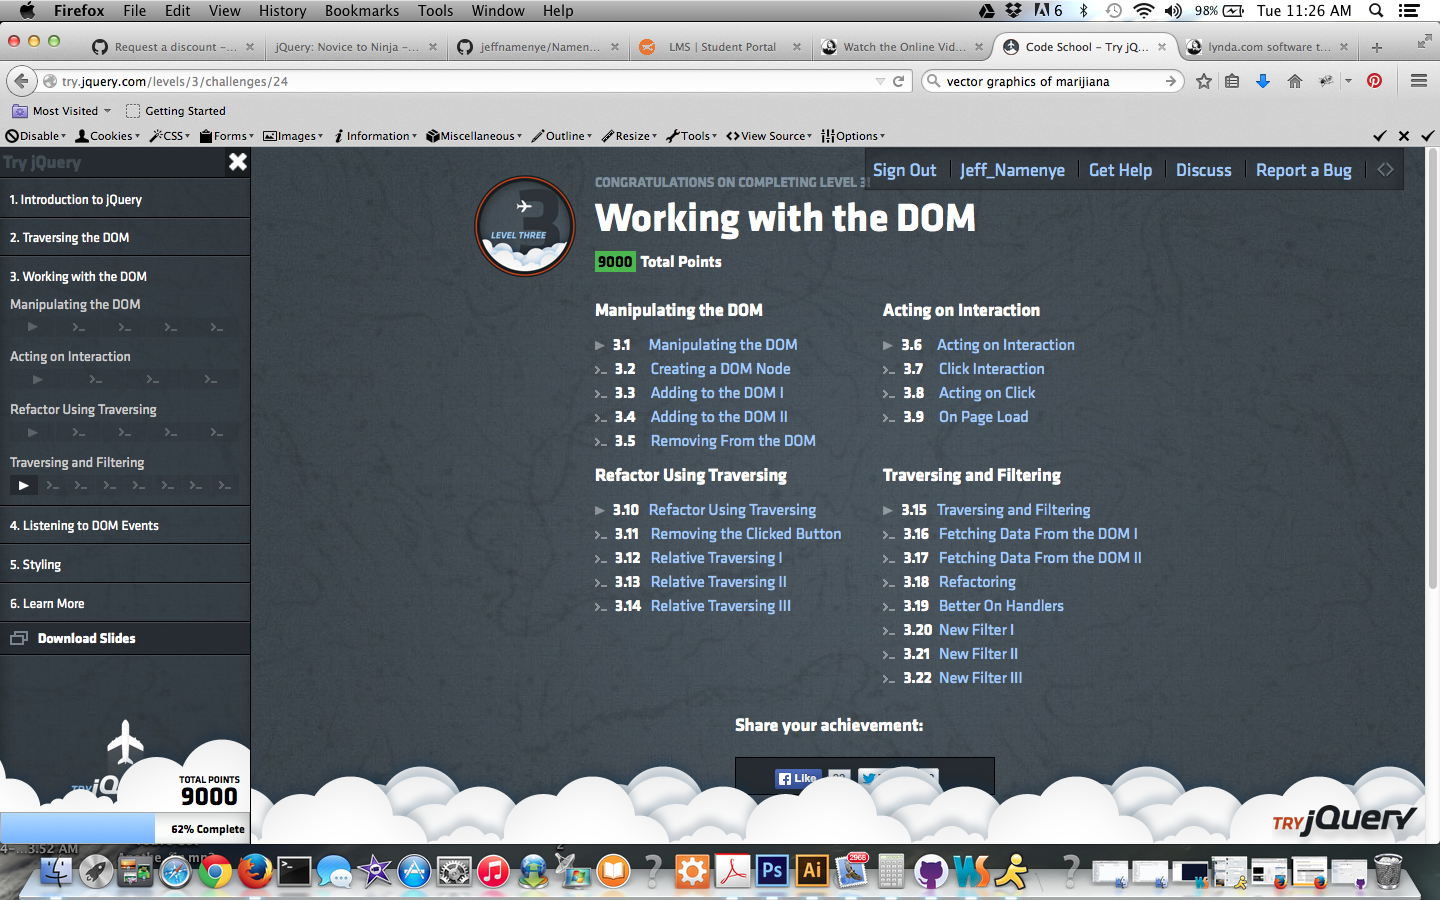 Firefox File Edit View History Bookmarks Tools Window Help 6 98% Tue 11:26 AM
Request a discount –... jQuery: Novice to Ninja –... jeffnamenye/Namen... LMS | Student Portal Watch the Online Vid... Code School – Try jQ... lynda.com software t...
try.jquery.com/levels/3/challenges/24 vector graphics of marijiana
Most Visited Getting Started
Disable Cookies CSS Forms Images Information Miscellaneous Outline Resize Tools View Source Options
Try jQuery
1. Introduction to jQuery
2. Traversing the DOM
3. Working with the DOM
Manipulating the DOM
Acting on Interaction
Refactor Using Traversing
Traversing and Filtering
4. Listening to DOM Events
5. Styling
6. Learn More
Download Slides
TOTAL POINTS
9000
62% Complete
Sign Out Jeff_Namenye Get Help Discuss Report a Bug
CONGRATULATIONS ON COMPLETING LEVEL 3!
3
LEVEL THREE
Working with the DOM
9000 Total Points
Manipulating the DOM
3.1 Manipulating the DOM
3.2 Creating a DOM Node
3.3 Adding to the DOM I
3.4 Adding to the DOM II
3.5 Removing From the DOM
Acting on Interaction
3.6 Acting on Interaction
3.7 Click Interaction
3.8 Acting on Click
3.9 On Page Load
Refactor Using Traversing
3.10 Refactor Using Traversing
3.11 Removing the Clicked Button
3.12 Relative Traversing I
3.13 Relative Traversing II
3.14 Relative Traversing III
Traversing and Filtering
3.15 Traversing and Filtering
3.16 Fetching Data From the DOM I
3.17 Fetching Data From the DOM II
3.18 Refactoring
3.19 Better On Handlers
3.20 New Filter I
3.21 New Filter II
3.22 New Filter III
Share your achievement:
Like
TRY jQUERY
3.52 AM
Ps Ai 2968 WS